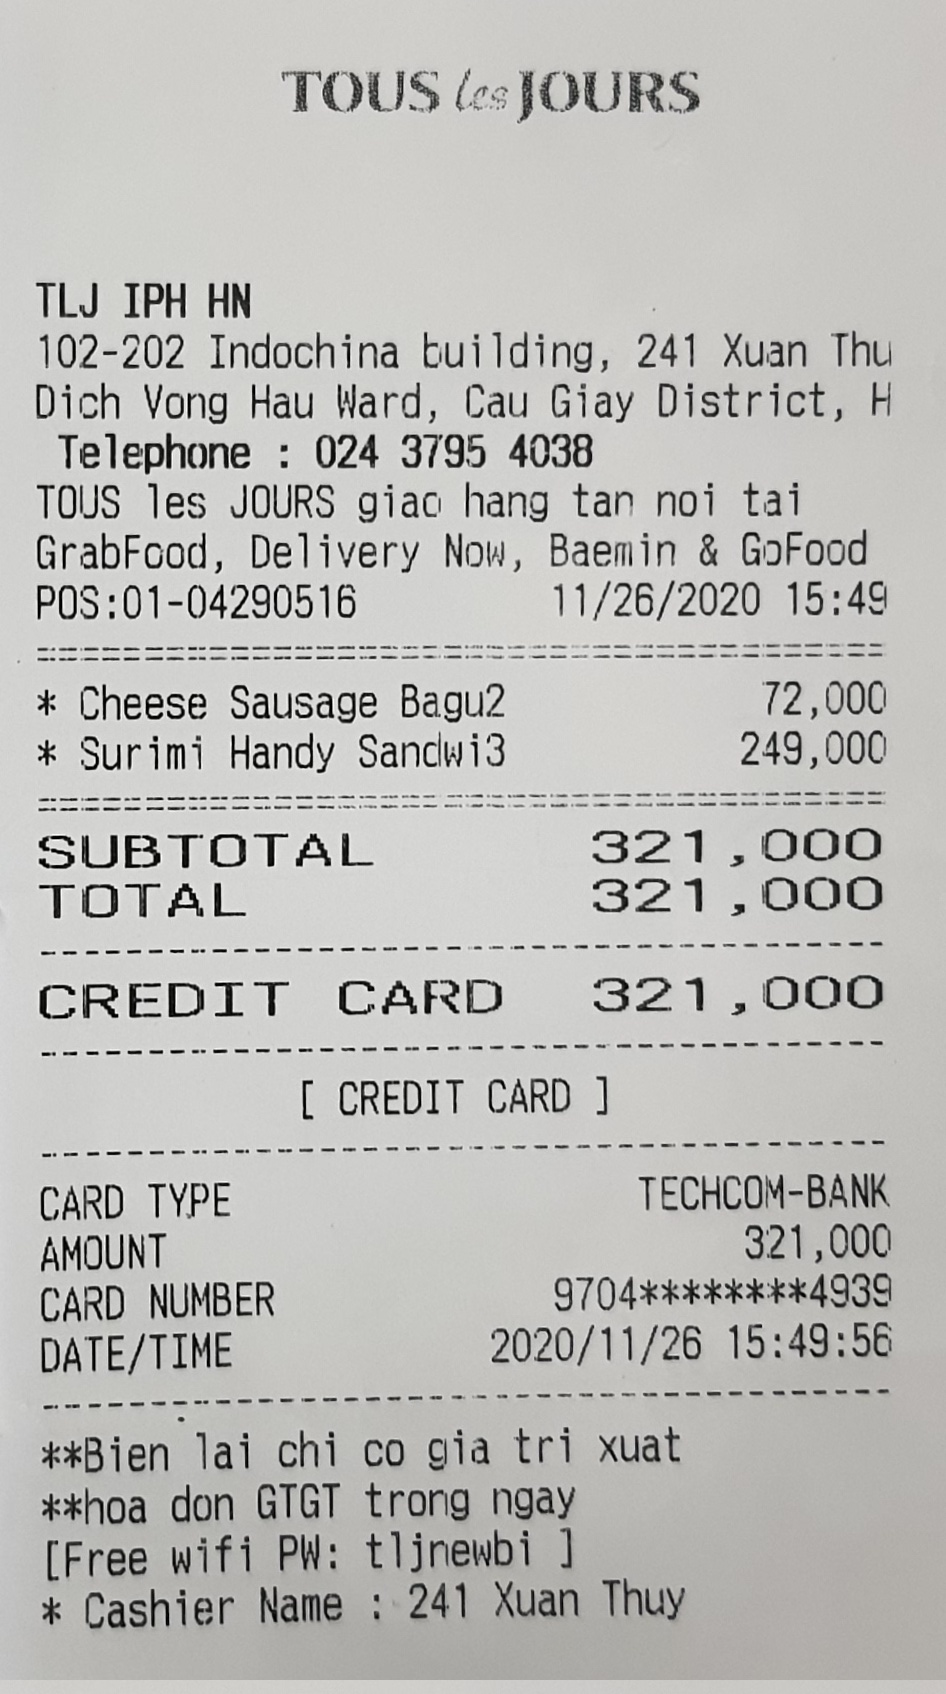 TOUS les JOURS
TLJ IPH HN
102-202 Indochina building, 241 Xuan Thu
Dich Vong Hau Ward, Cau Giay District, H
Telephone : 024 3795 4038
TOUS les JOURS giao hang tan noi tai
GrabFood, Delivery Now, Baemin & GoFood
POS:01-04290516 11/26/2020 15:49
================================
* Cheese Sausage Bagu2 72,000
* Surimi Handy Sandwi3 249,000
================================
SUBTOTAL 321,000
TOTAL 321,000
--------------------------------
CREDIT CARD 321,000
--------------------------------
[ CREDIT CARD ]
--------------------------------
CARD TYPE TECHCOM-BANK
AMOUNT 321,000
CARD NUMBER 9704********4939
DATE/TIME 2020/11/26 15:49:56
--------------------------------
**Bien lai chi co gia tri xuat
**hoa don GTGT trong ngay
[Free wifi PW: tljnewbi ]
* Cashier Name : 241 Xuan Thuy